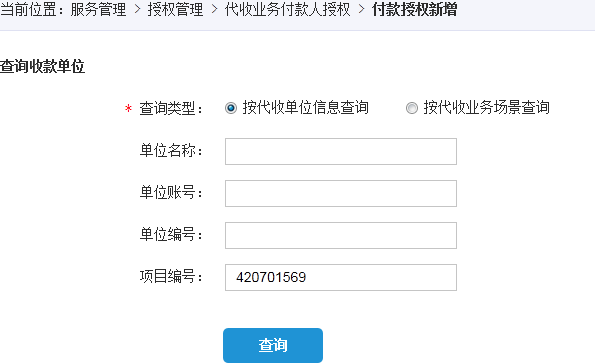 当前位置：服务管理 > 授权管理 > 代收业务付款人授权 > 付款授权新增
查询收款单位
* 查询类型： 按代收单位信息查询 按代收业务场景查询
单位名称：
单位账号：
单位编号：
项目编号： 420701569
查询